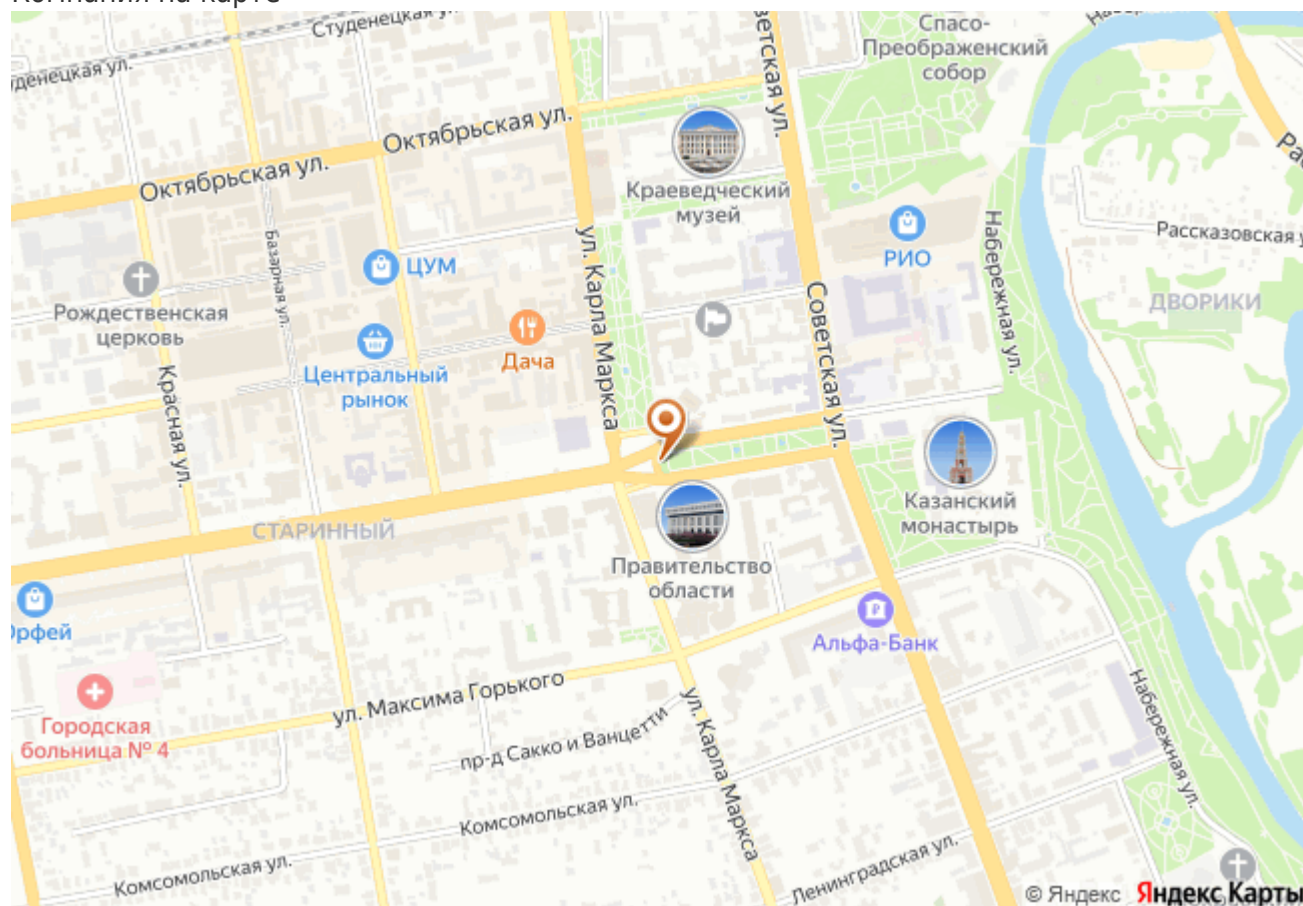 Компания на карте
Студенецкая ул.
Спасо-
Преображенский
собор
Октябрьская ул.
Октябрьская ул.
Краеведческий
музей
Советская ул.
Набережная ул.
РИО
ДВОРИКИ
Базарная ул.
ЦУМ
ул. Карла Маркса
Рождественская
церковь
Дача
Центральный
рынок
Красная ул.
СТАРИННЫЙ
Казанский
монастырь
Правительство
области
Альфа-Банк
Городская
больница № 4
ул. Максима Горького
пр-д Сакко и Ванцетти
ул. Карла Маркса
Набережная ул.
Комсомольская ул.
Комсомольская ул.
Ленинградская ул.
© Яндекс Яндекс Карты